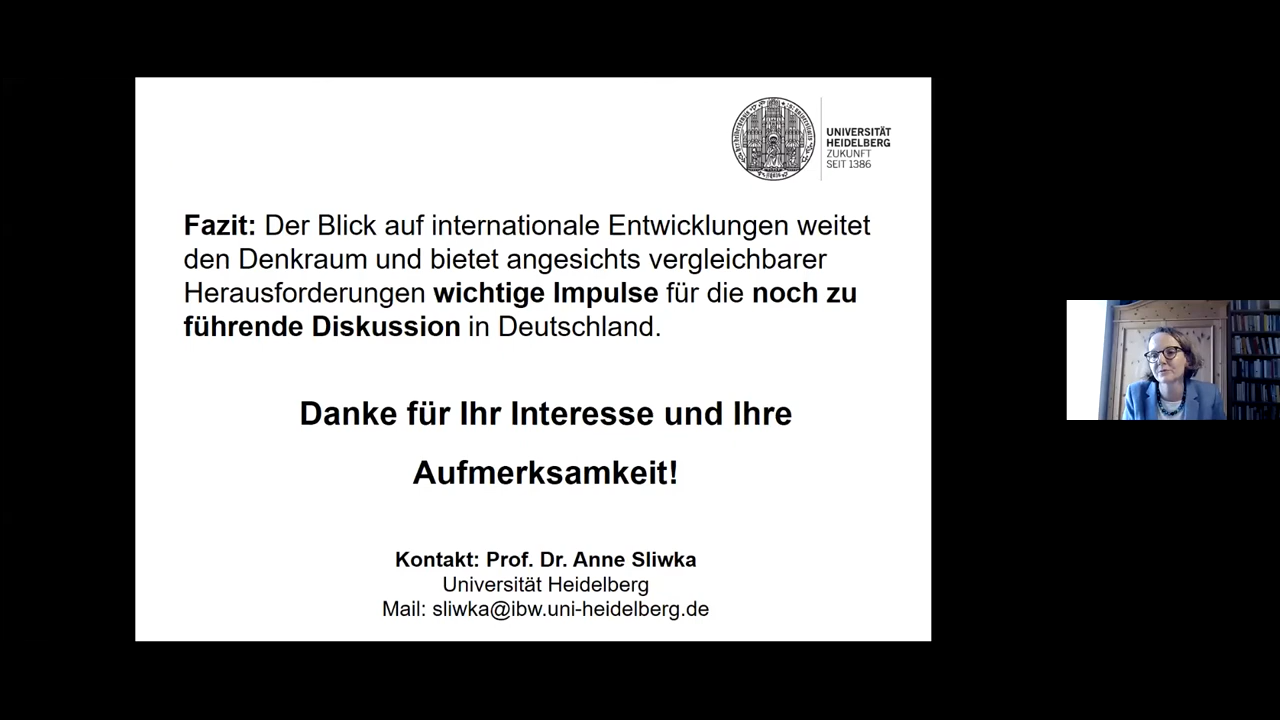 UNIVERSITÄT
HEIDELBERG
ZUKUNFT
SEIT 1386
Fazit: Der Blick auf internationale Entwicklungen weitet
den Denkraum und bietet angesichts vergleichbarer
Herausforderungen wichtige Impulse für die noch zu
führende Diskussion in Deutschland.
Danke für Ihr Interesse und Ihre
Aufmerksamkeit!
Kontakt: Prof. Dr. Anne Sliwka
Universität Heidelberg
Mail: sliwka@ibw.uni-heidelberg.de